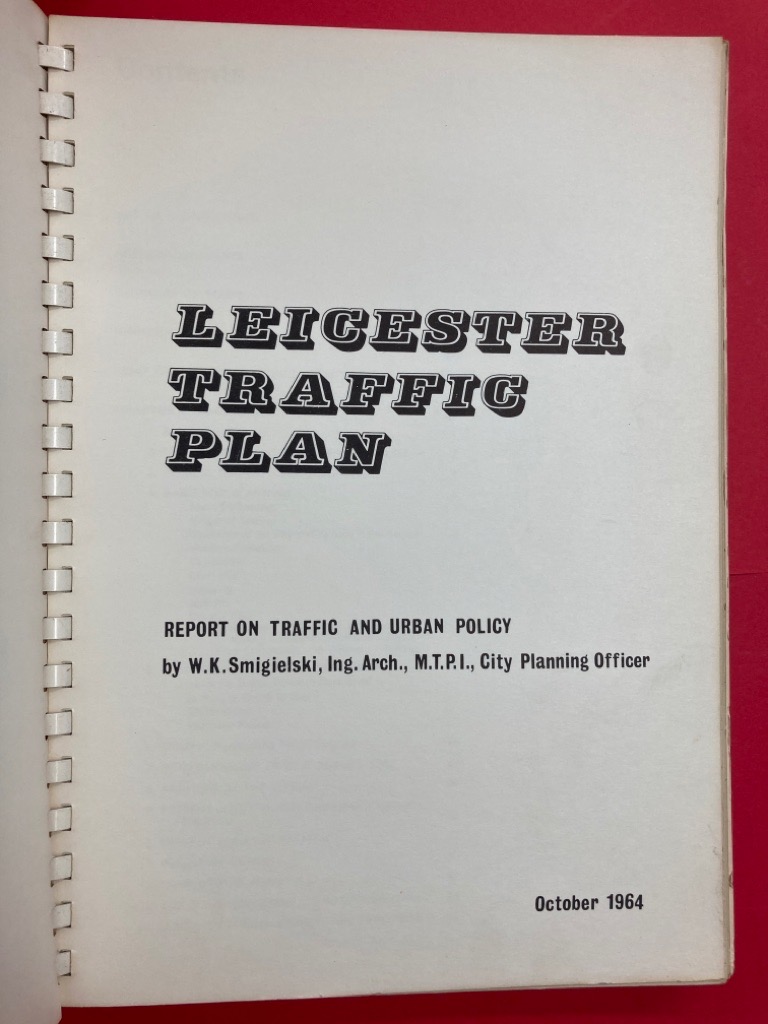 LEICESTER
TRAFFIC
PLAN
REPORT ON TRAFFIC AND URBAN POLICY
by W.K.Smigielski, Ing. Arch., M.T.P.I., City Planning Officer
October 1964